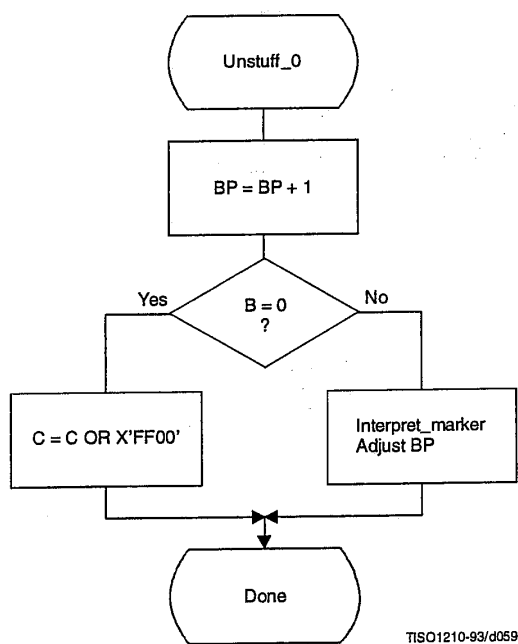 Unstuff_0
BP = BP + 1
B = 0
?
Yes
No
C = C OR X'FF00'
Interpret_marker
Adjust BP
Done
TISO1210-93/d059